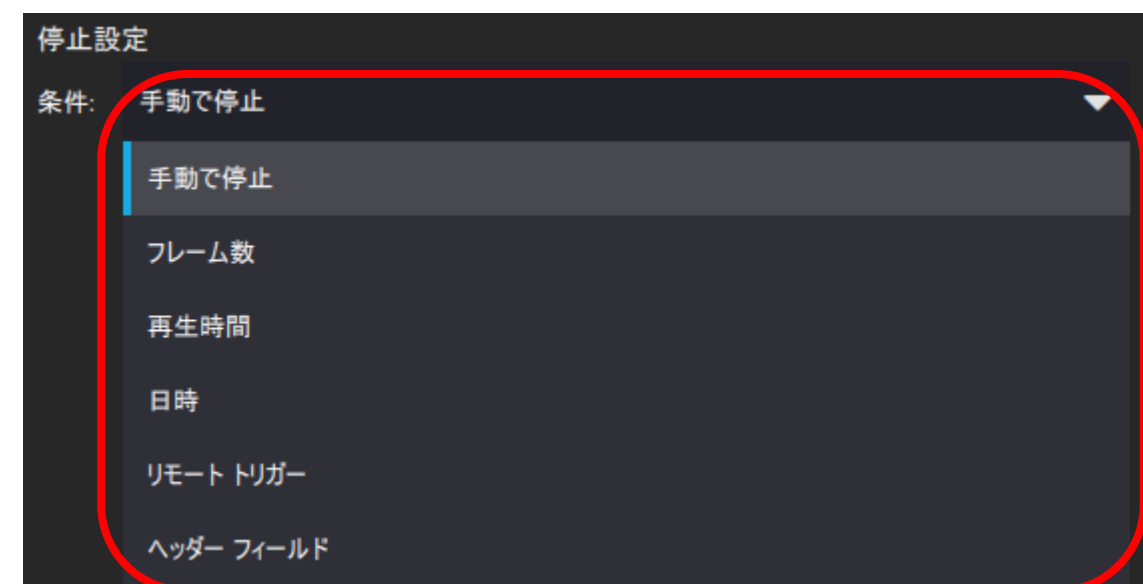 停止設定
条件: 手動で停止
手動で停止
フレーム数
再生時間
日時
リモート トリガー
ヘッダー フィールド